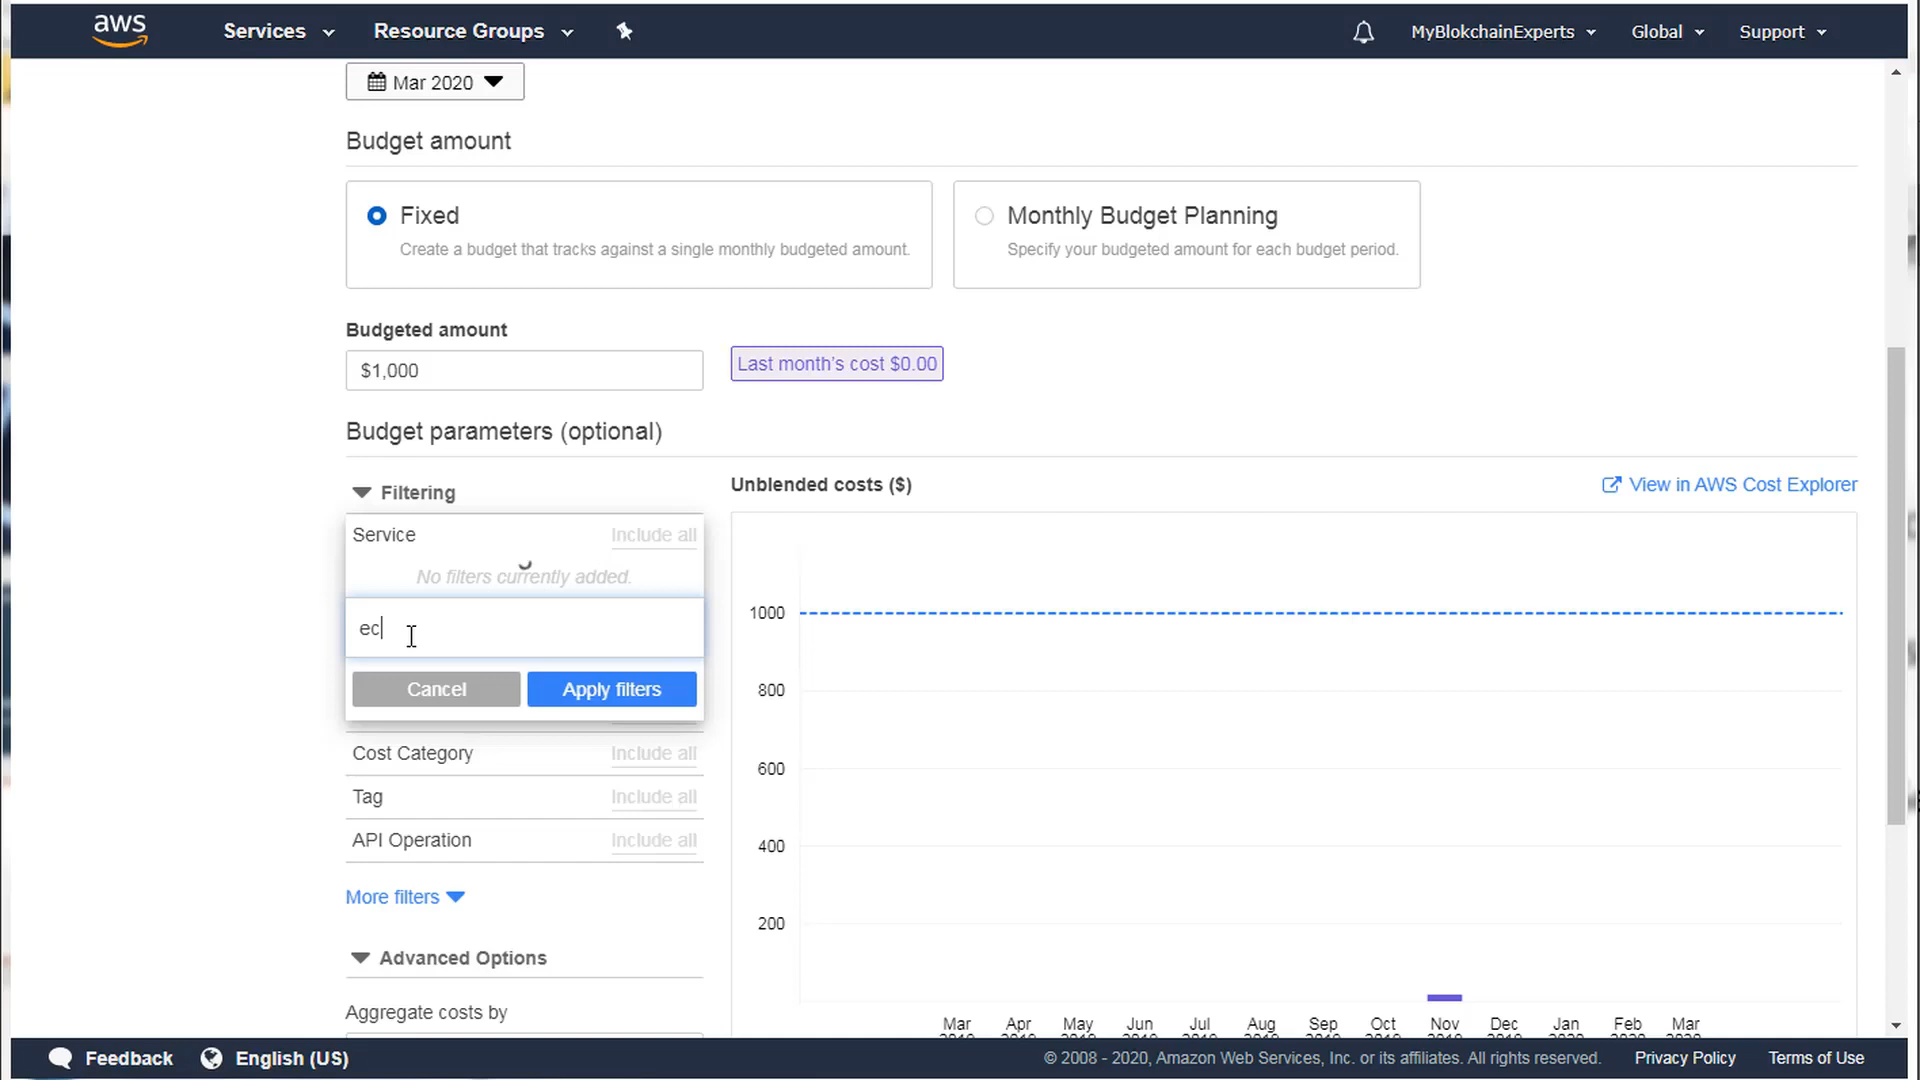 aws
Services
Resource Groups
MyBlokchainExperts
Global
Support
Mar 2020
Budget amount
Fixed
Create a budget that tracks against a single monthly budgeted amount.
Monthly Budget Planning
Specify your budgeted amount for each budget period.
Budgeted amount
$1,000
Last month's cost $0.00
Budget parameters (optional)
Filtering
Service Include all
No filters currently added.
ec
Cancel Apply filters
Cost Category Include all
Tag Include all
API Operation Include all
More filters
Advanced Options
Aggregate costs by
Unblended costs ($)
View in AWS Cost Explorer
1000
800
600
400
200
Mar Apr May Jun Jul Aug Sep Oct Nov Dec Jan Feb Mar
Feedback
English (US)
© 2008 - 2020, Amazon Web Services, Inc. or its affiliates. All rights reserved.
Privacy Policy
Terms of Use